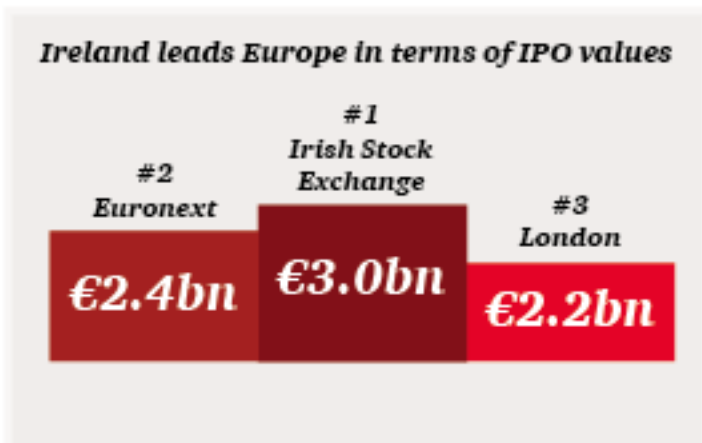 Ireland leads Europe in terms of IPO values
#1
Irish Stock
Exchange
#2
Euronext
#3
London
€2.4bn
€3.0bn
€2.2bn